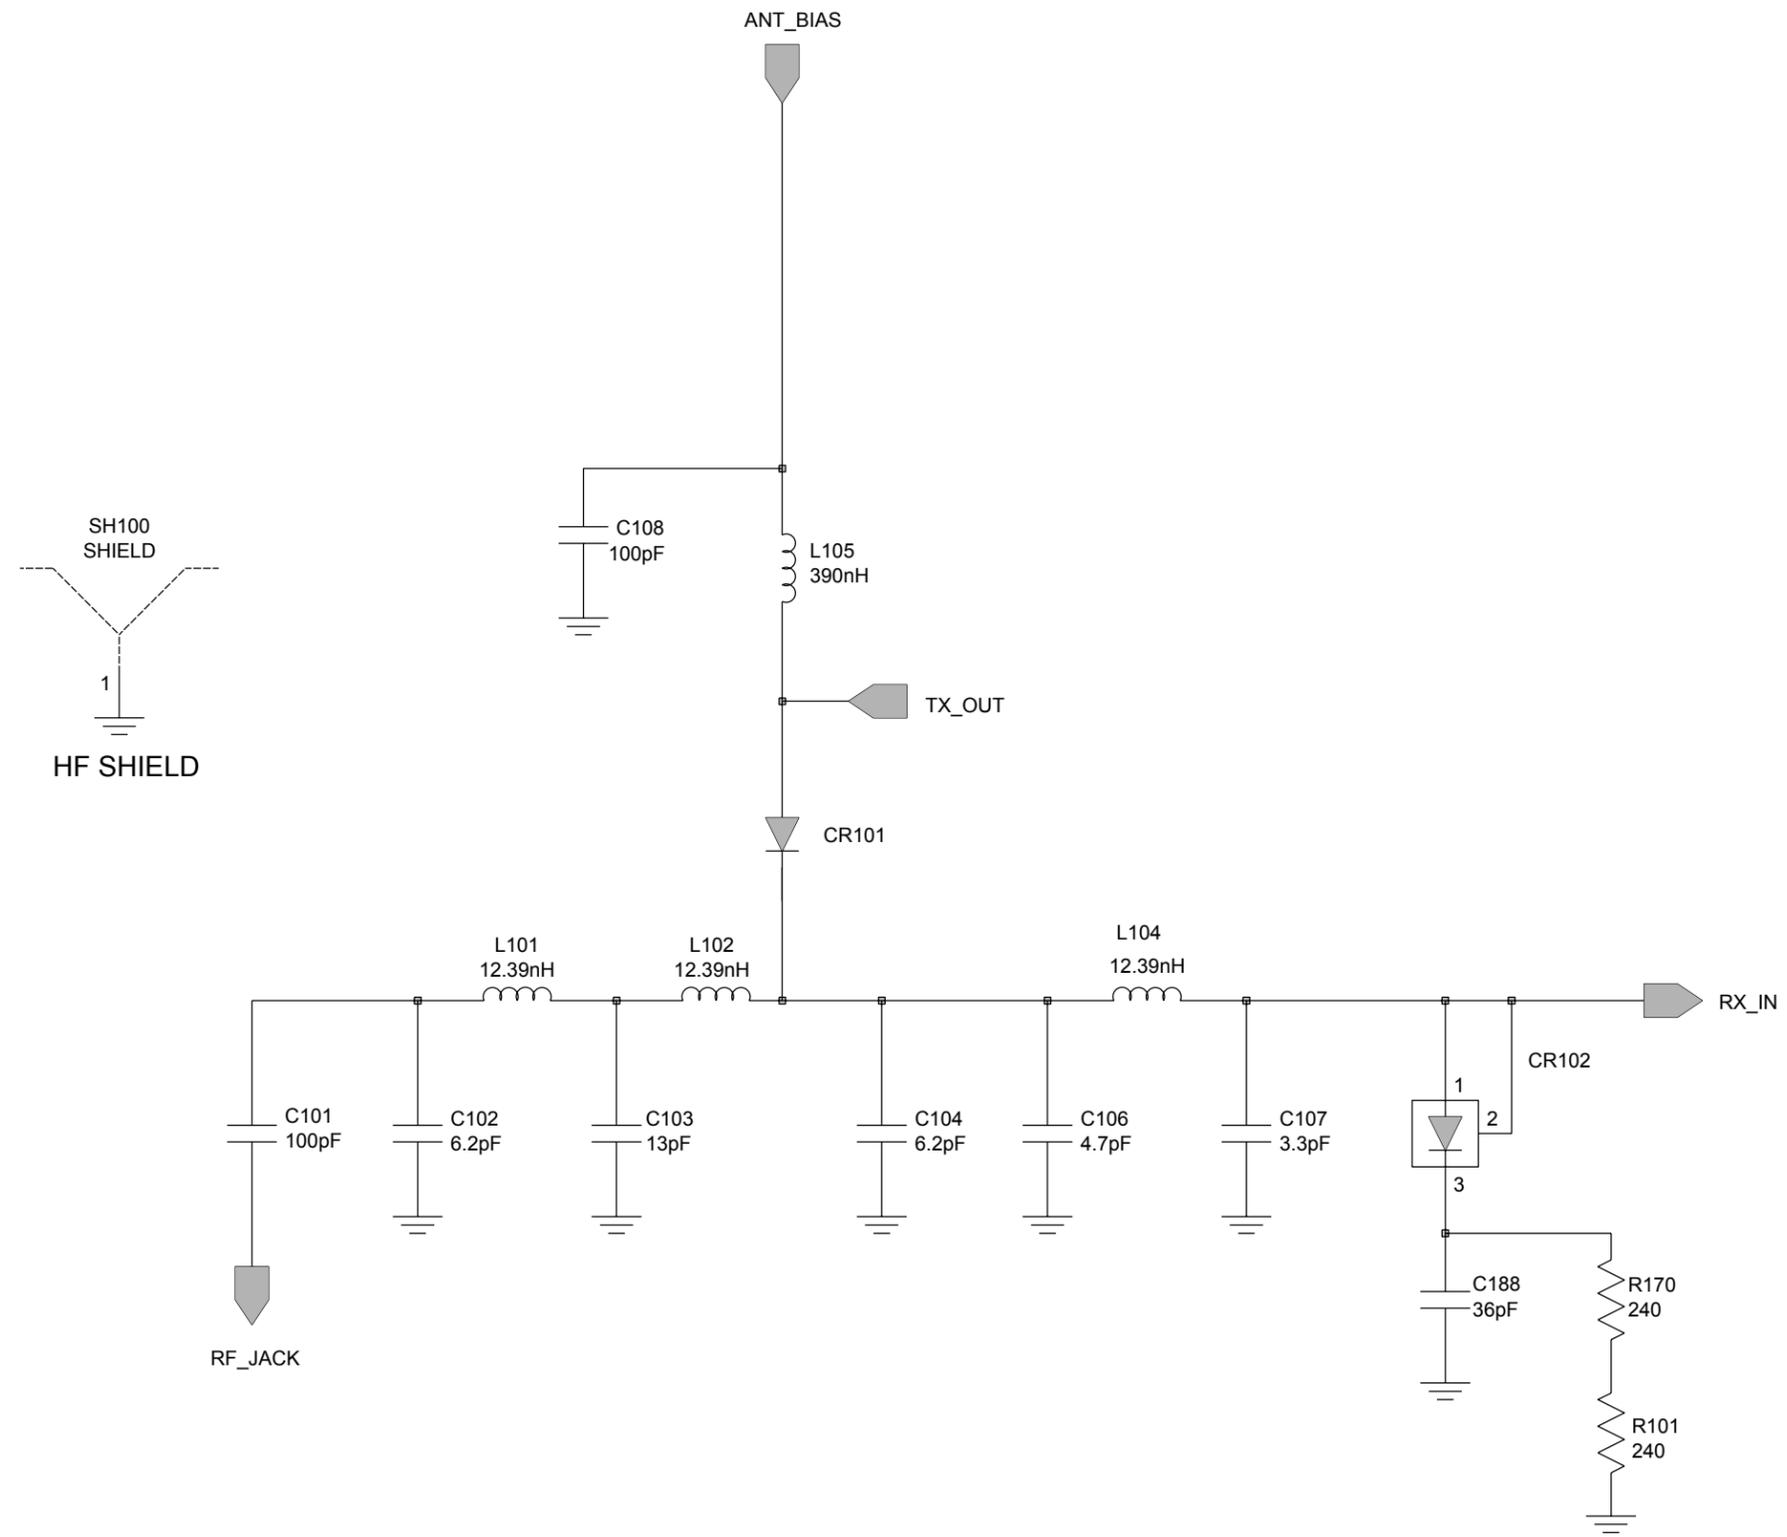 ANT_BIAS
SH100
SHIELD
1
HF SHIELD
C108
100pF
L105
390nH
TX_OUT
CR101
L101
12.39nH
L102
12.39nH
L104
12.39nH
RX_IN
CR102
1
2
3
C101
100pF
C102
6.2pF
C103
13pF
C104
6.2pF
C106
4.7pF
C107
3.3pF
C188
36pF
R170
240
RF_JACK
R101
240